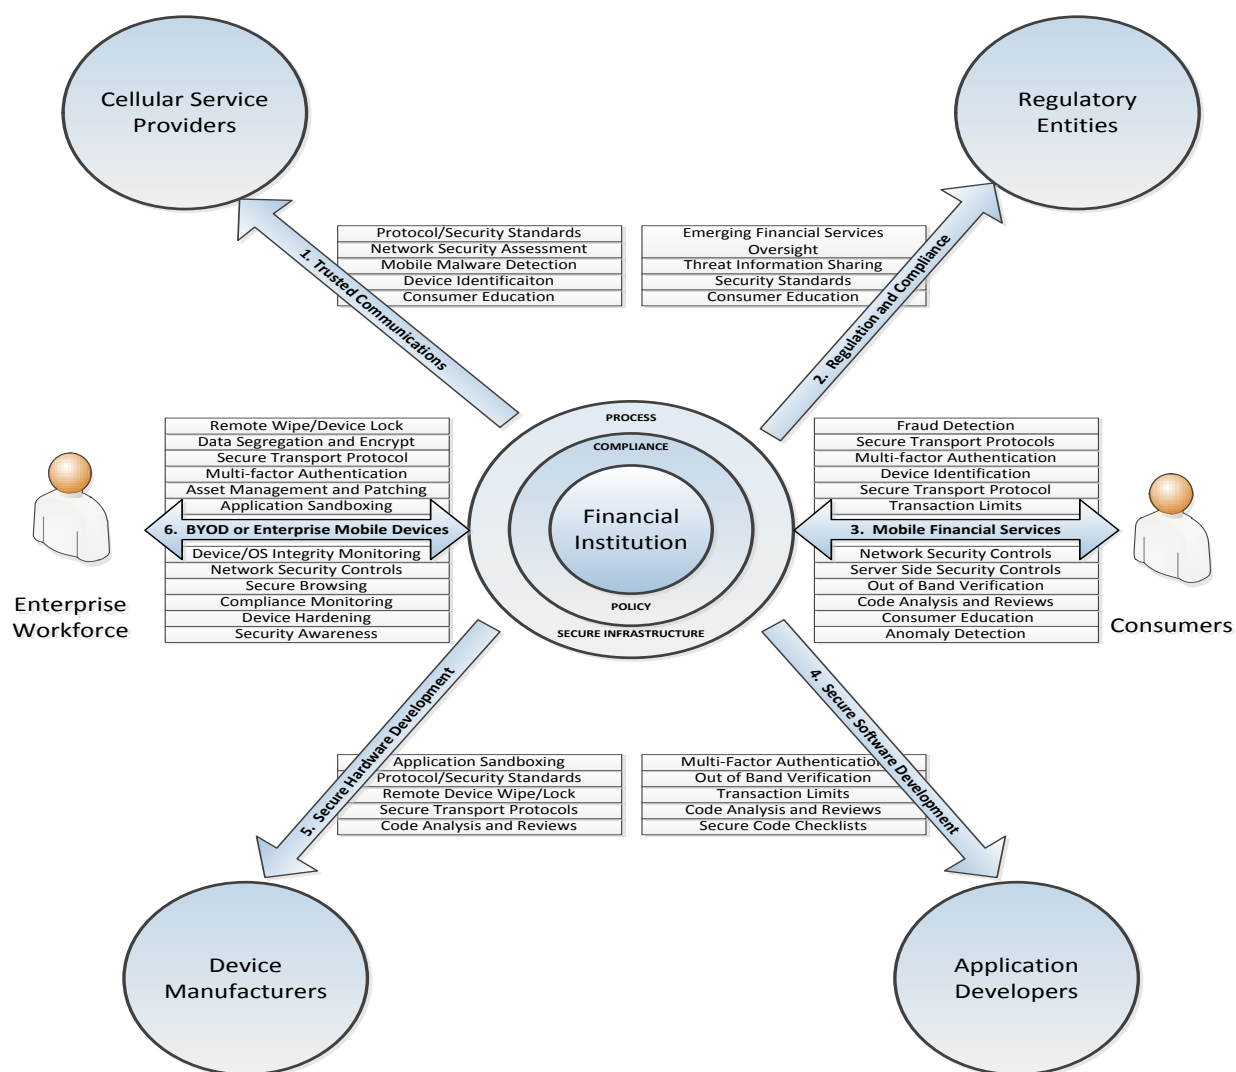 Cellular Service
Providers
Regulatory
Entities
1. Trusted Communications
Protocol/Security Standards
Network Security Assessment
Mobile Malware Detection
Device Identificaiton
Consumer Education
Emerging Financial Services
Oversight
Threat Information Sharing
Security Standards
Consumer Education
2. Regulation and Compliance
Remote Wipe/Device Lock
Data Segregation and Encrypt
Secure Transport Protocol
Multi-factor Authentication
Asset Management and Patching
Application Sandboxing
6. BYOD or Enterprise Mobile Devices
Device/OS Integrity Monitoring
Network Security Controls
Secure Browsing
Compliance Monitoring
Device Hardening
Security Awareness
Enterprise
Workforce
PROCESS
COMPLIANCE
Financial
Institution
POLICY
SECURE INFRASTRUCTURE
Fraud Detection
Secure Transport Protocols
Multi-factor Authentication
Device Identification
Secure Transport Protocol
Transaction Limits
3. Mobile Financial Services
Network Security Controls
Server Side Security Controls
Out of Band Verification
Code Analysis and Reviews
Consumer Education
Anomaly Detection
Consumers
5. Secure Hardware Development
Application Sandboxing
Protocol/Security Standards
Remote Device Wipe/Lock
Secure Transport Protocols
Code Analysis and Reviews
Multi-Factor Authentication
Out of Band Verification
Transaction Limits
Code Analysis and Reviews
Secure Code Checklists
4. Secure Software Development
Device
Manufacturers
Application
Developers